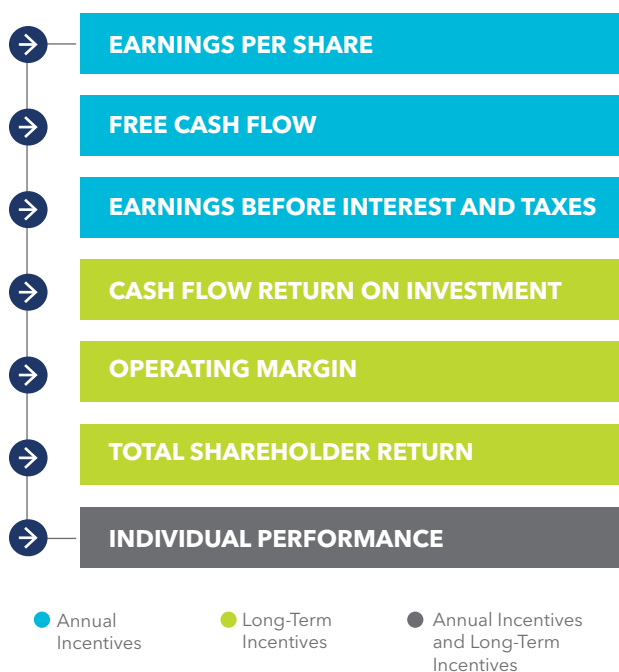 EARNINGS PER SHARE
FREE CASH FLOW
EARNINGS BEFORE INTEREST AND TAXES
CASH FLOW RETURN ON INVESTMENT
OPERATING MARGIN
TOTAL SHAREHOLDER RETURN
INDIVIDUAL PERFORMANCE
Annual
Incentives
Long-Term
Incentives
Annual Incentives
and Long-Term
Incentives